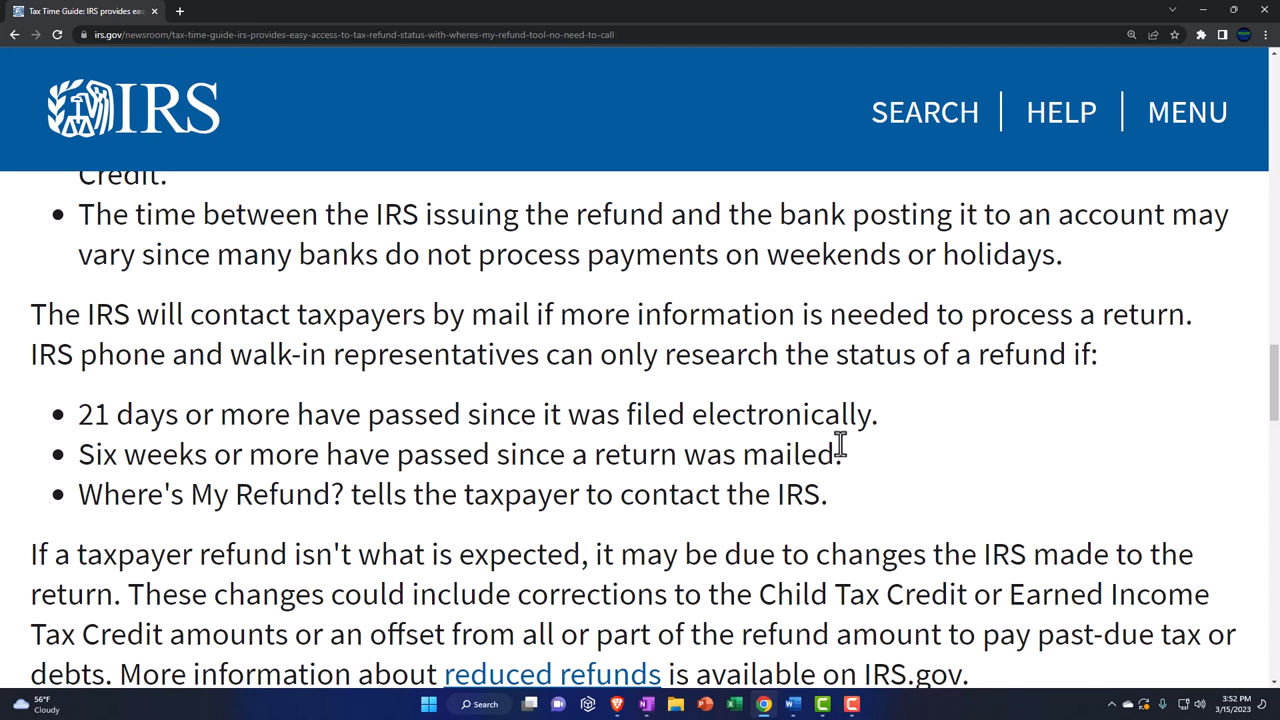 Tax Time Guide: IRS provides eas
irs.gov/newsroom/tax-time-guide-irs-provides-easy-access-to-tax-refund-status-with-wheres-my-refund-tool-no-need-to-call
IRS
SEARCH
HELP
MENU
Credit.
The time between the IRS issuing the refund and the bank posting it to an account may
vary since many banks do not process payments on weekends or holidays.
The IRS will contact taxpayers by mail if more information is needed to process a return.
IRS phone and walk-in representatives can only research the status of a refund if:
21 days or more have passed since it was filed electronically.
Six weeks or more have passed since a return was mailed.
Where's My Refund? tells the taxpayer to contact the IRS.
If a taxpayer refund isn't what is expected, it may be due to changes the IRS made to the
return. These changes could include corrections to the Child Tax Credit or Earned Income
Tax Credit amounts or an offset from all or part of the refund amount to pay past-due tax or
debts. More information about reduced refunds is available on IRS.gov.
56°F
Cloudy
Search
3:52 PM
3/15/2023